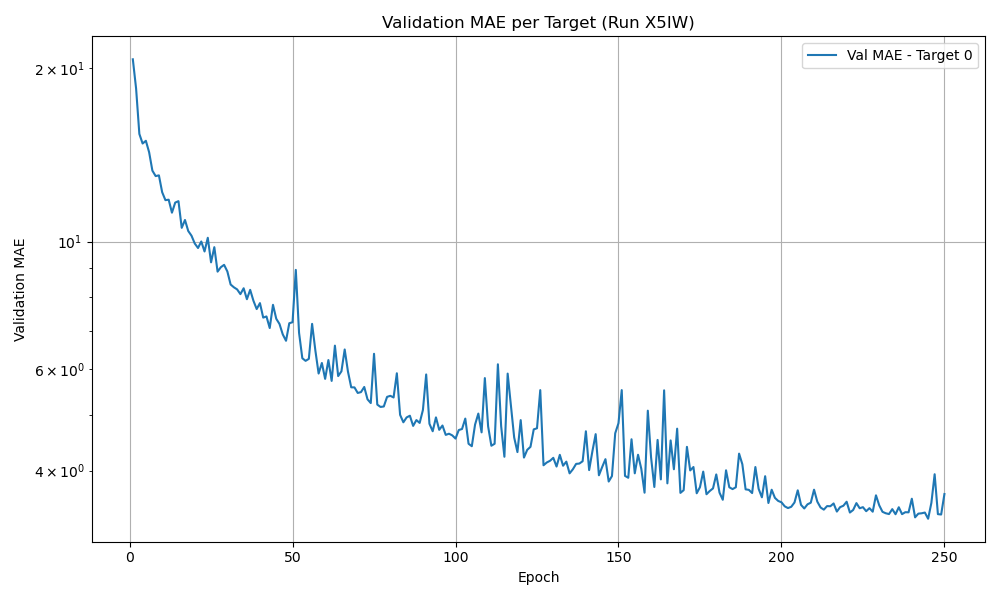 Validation MAE per Target (Run X5IW)
Val MAE - Target 0
2 × 10¹
10¹
6 × 10⁰
4 × 10⁰
Validation MAE
0 50 100 150 200 250
Epoch